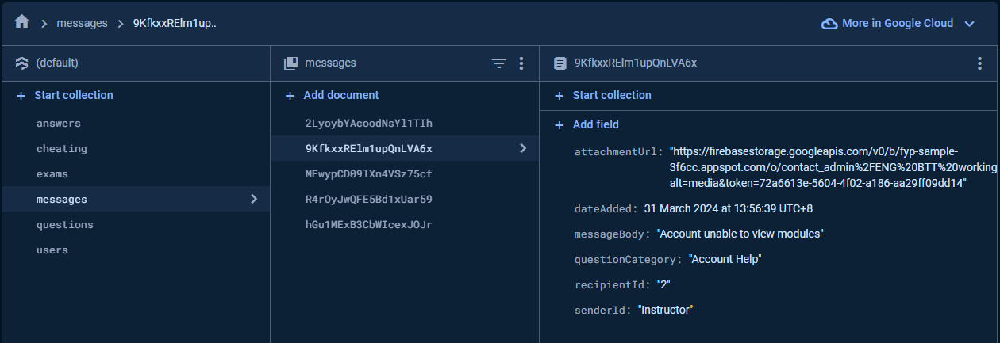 messages
9KfkxxRElm1up..
More in Google Cloud
(default)
messages
9KfkxxRElm1upQnLVA6x
+ Start collection
answers
cheating
exams
messages
questions
users
+ Add document
2LyoybYAcoodNsYl1TIh
9KfkxxRElm1upQnLVA6x
MEwypCD09lXn4VSz75cf
R4rOyJwQFE5Bd1xUar59
hGu1MExB3CbWIcexJOJr
+ Start collection
+ Add field
attachmentUrl: "https://firebasestorage.googleapis.com/v0/b/fyp-sample-
3f6cc.appspot.com/o/contact_admin%2FENG%20BTT%20working
alt=media&token=72a6613e-5604-4f02-a186-aa29ff09dd14"
dateAdded: 31 March 2024 at 13:56:39 UTC+8
messageBody: "Account unable to view modules"
questionCategory: "Account Help"
recipientId: "2"
senderId: "Instructor"